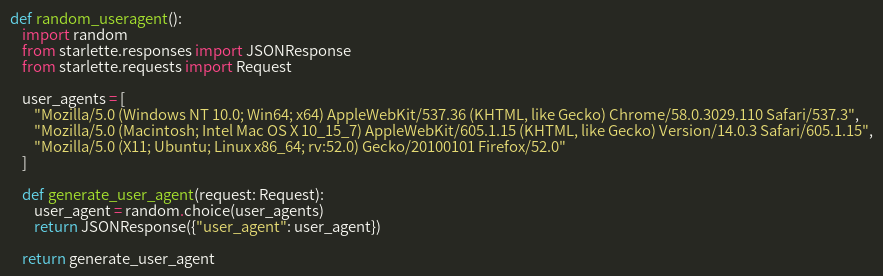 def random_useragent():
    import random
    from starlette.responses import JSONResponse
    from starlette.requests import Request

    user_agents = [
        "Mozilla/5.0 (Windows NT 10.0; Win64; x64) AppleWebKit/537.36 (KHTML, like Gecko) Chrome/58.0.3029.110 Safari/537.3",
        "Mozilla/5.0 (Macintosh; Intel Mac OS X 10_15_7) AppleWebKit/605.1.15 (KHTML, like Gecko) Version/14.0.3 Safari/605.1.15",
        "Mozilla/5.0 (X11; Ubuntu; Linux x86_64; rv:52.0) Gecko/20100101 Firefox/52.0"
    ]

    def generate_user_agent(request: Request):
        user_agent = random.choice(user_agents)
        return JSONResponse({"user_agent": user_agent})

    return generate_user_agent